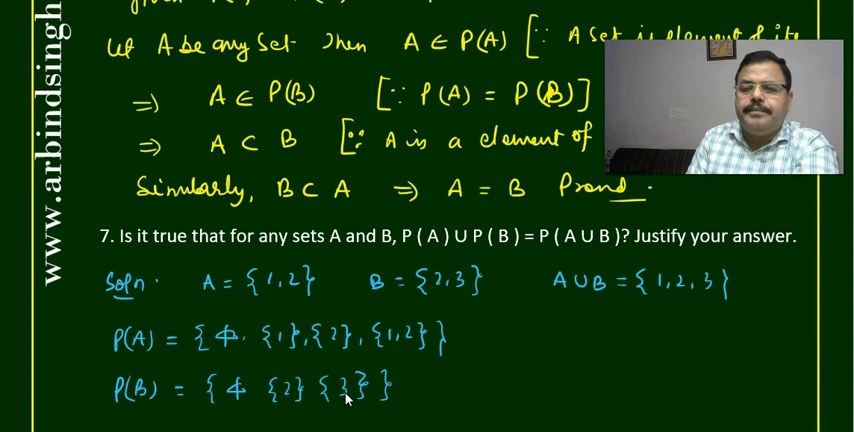 www.arbindsingh
given
Let A be any Set then A ∈ P(A) [∵ A Set is element of its
⇒ A ∈ P(B) [∵ P(A) = P(B)]
⇒ A ⊂ B [∵ A is a element of
Similarly, B ⊂ A ⇒ A = B Proved.
7. Is it true that for any sets A and B, P ( A ) ∪ P ( B ) = P ( A ∪ B )? Justify your answer.
Soln. A = {1,2} B = {2,3} A ∪ B = {1, 2, 3}
P(A) = { ϕ, {1}, {2}, {1,2} }
P(B) = { ϕ {2} {3} }